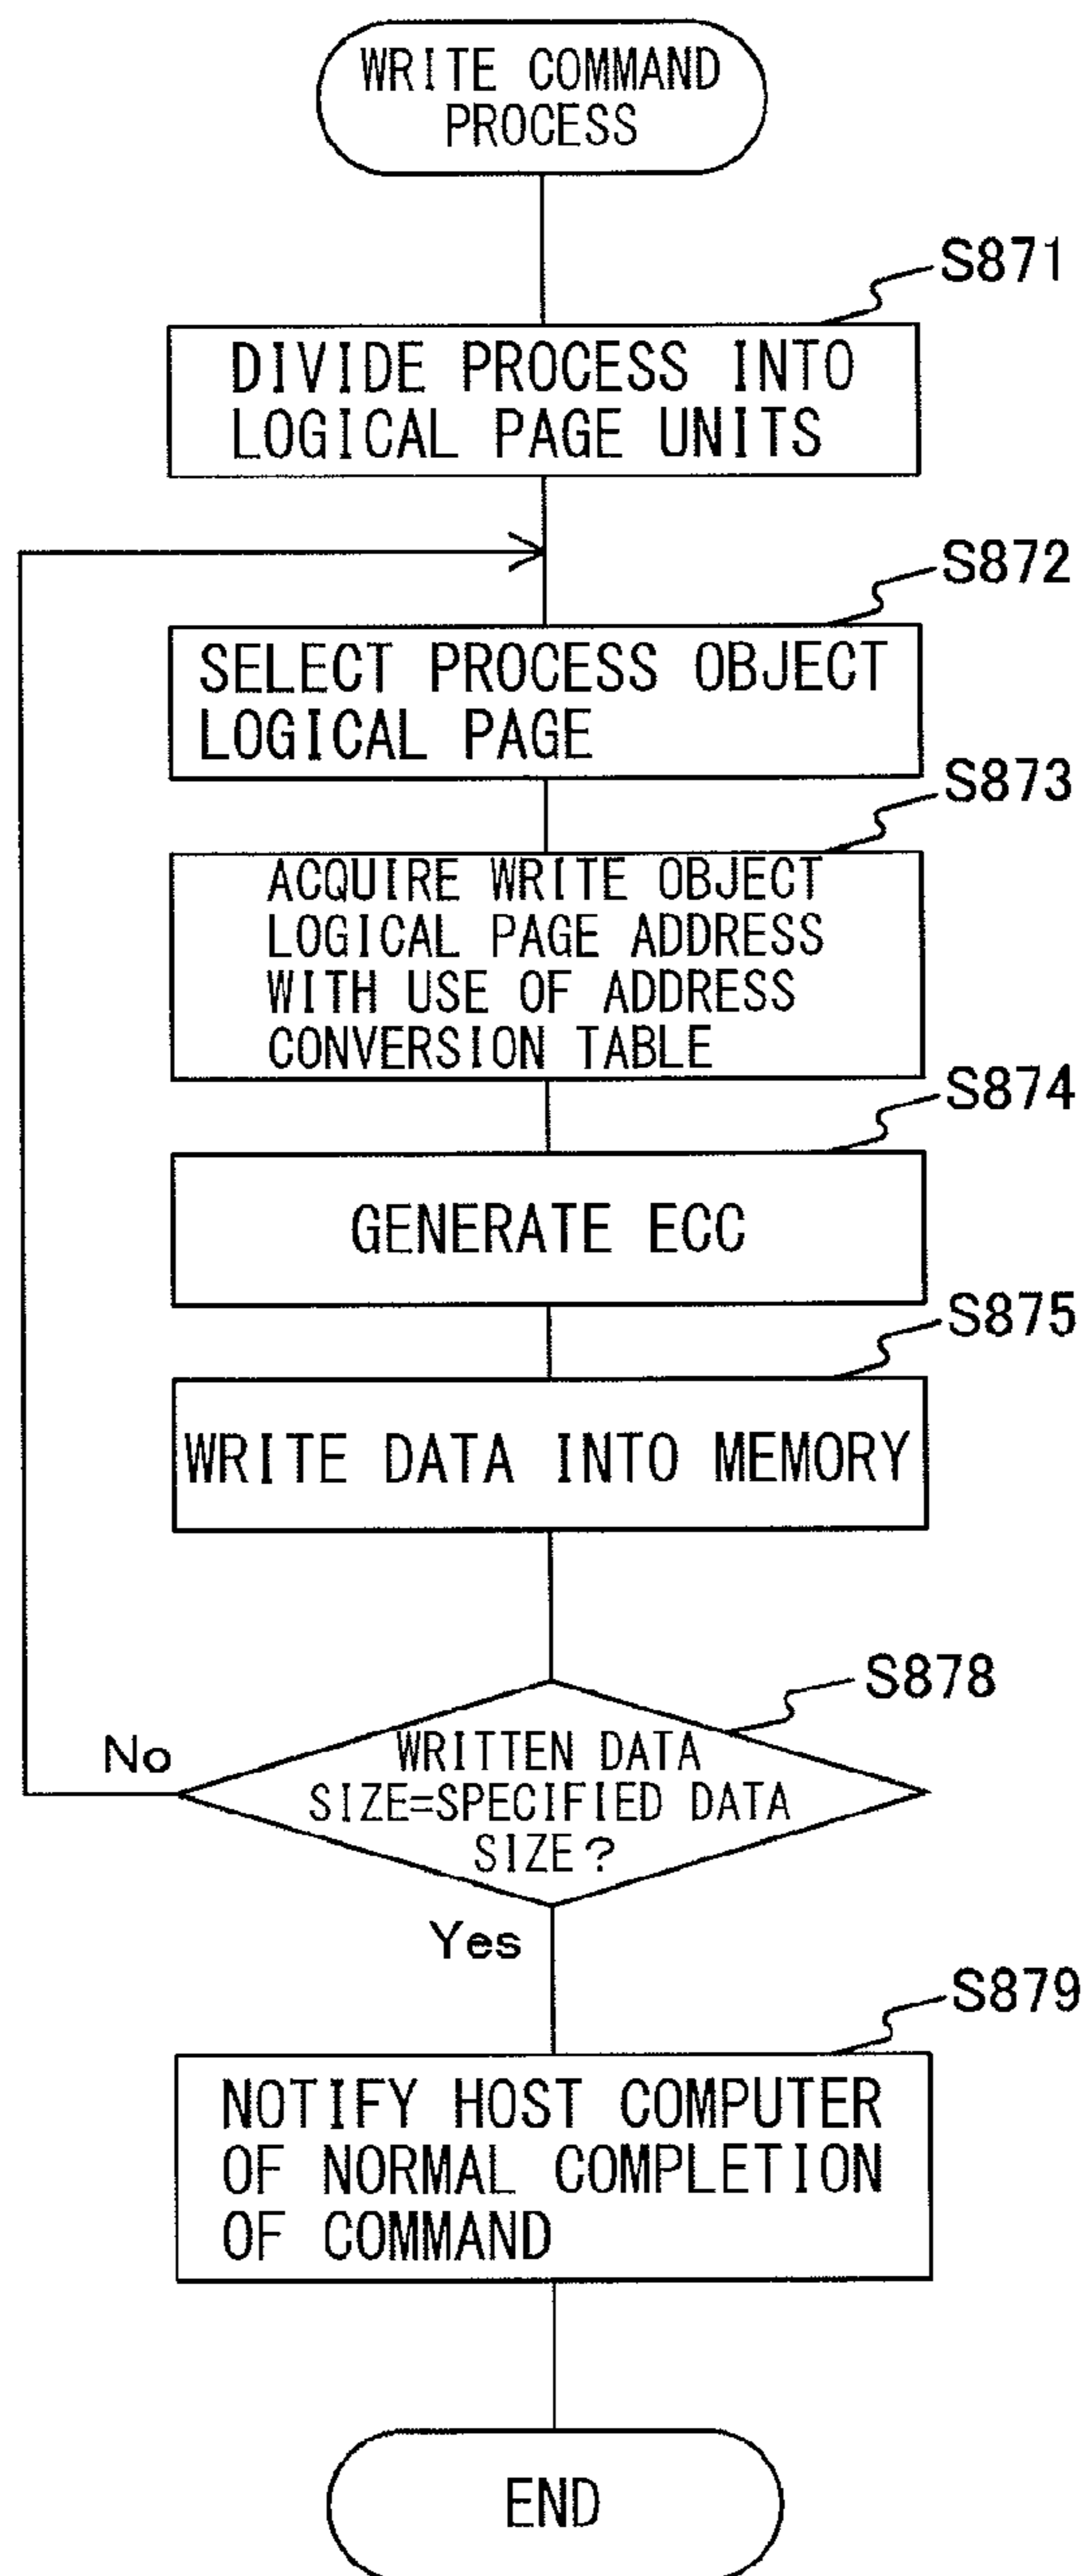 WRITE COMMAND
PROCESS
S871
DIVIDE PROCESS INTO
LOGICAL PAGE UNITS
S872
SELECT PROCESS OBJECT
LOGICAL PAGE
S873
ACQUIRE WRITE OBJECT
LOGICAL PAGE ADDRESS
WITH USE OF ADDRESS
CONVERSION TABLE
S874
GENERATE ECC
S875
WRITE DATA INTO MEMORY
S878
No
WRITTEN DATA
SIZE=SPECIFIED DATA
SIZE?
Yes
S879
NOTIFY HOST COMPUTER
OF NORMAL COMPLETION
OF COMMAND
END